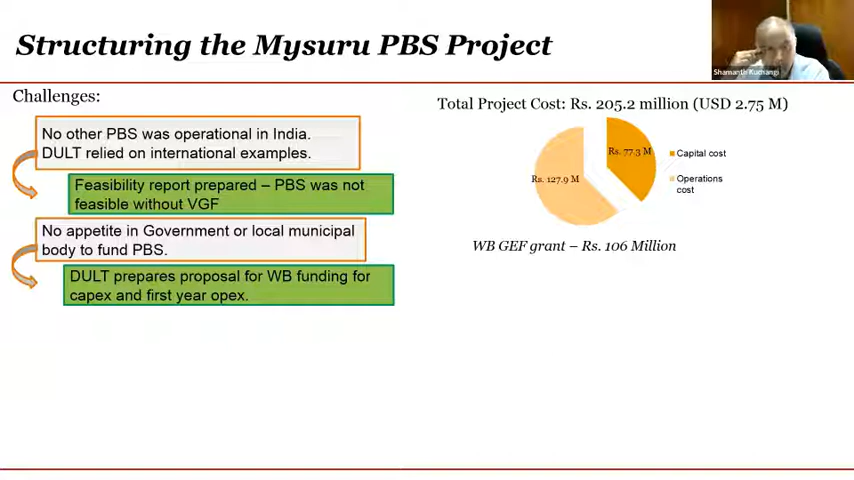 Structuring the Mysuru PBS Project
Shamanth Kuchangi
Challenges:
No other PBS was operational in India.
DULT relied on international examples.
Feasibility report prepared – PBS was not
feasible without VGF
No appetite in Government or local municipal
body to fund PBS.
DULT prepares proposal for WB funding for
capex and first year opex.
Total Project Cost: Rs. 205.2 million (USD 2.75 M)
Rs. 77.3 M
Rs. 127.9 M
Capital cost
Operations
cost
WB GEF grant – Rs. 106 Million